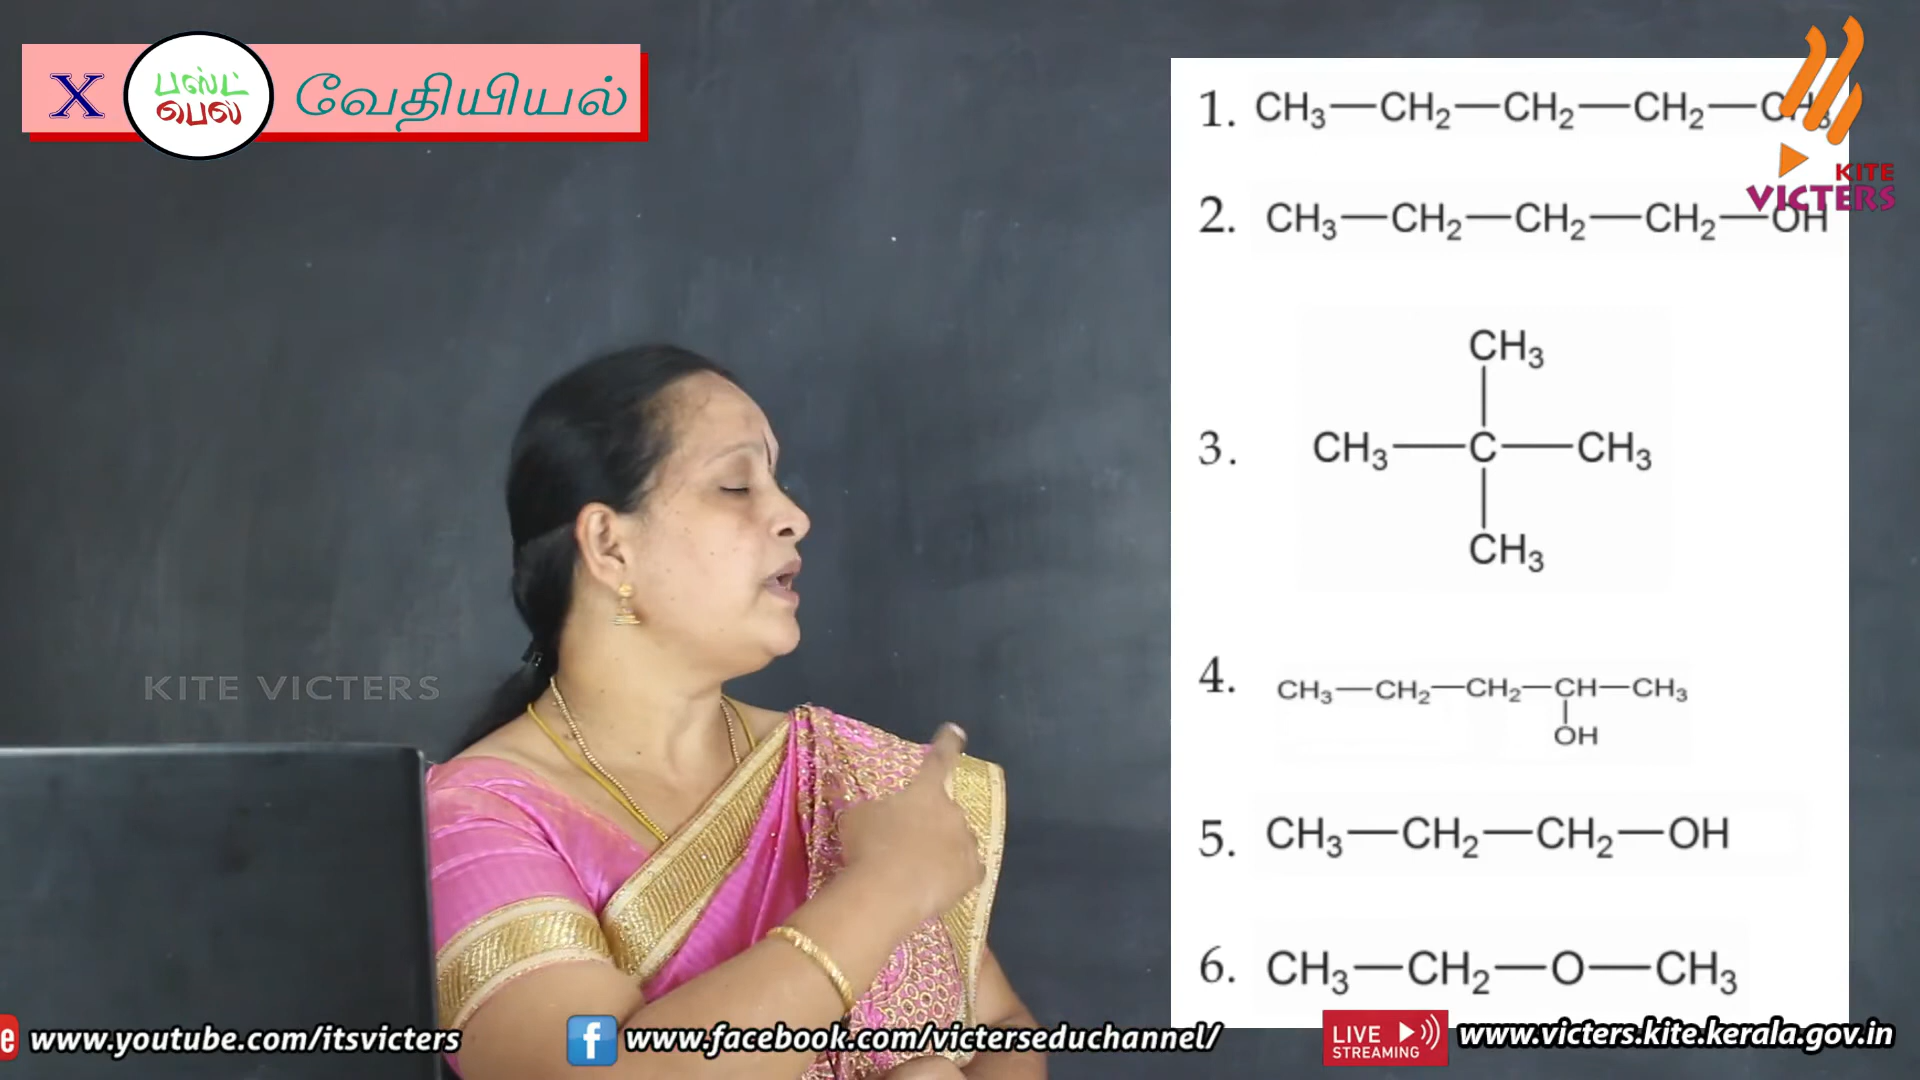 X பஸ்ட் பெல் வேதியியல்
1. CH₃—CH₂—CH₂—CH₂—CH₃
KITE
VICTERS
2. CH₃—CH₂—CH₂—CH₂—OH
CH₃
3. CH₃—C—CH₃
CH₃
4. CH₃—CH₂—CH₂—CH—CH₃
OH
KITE VICTERS
5. CH₃—CH₂—CH₂—OH
6. CH₃—CH₂—O—CH₃
www.youtube.com/itsvicters
www.facebook.com/victerseduchannel/
LIVE
STREAMING
www.victers.kite.kerala.gov.in